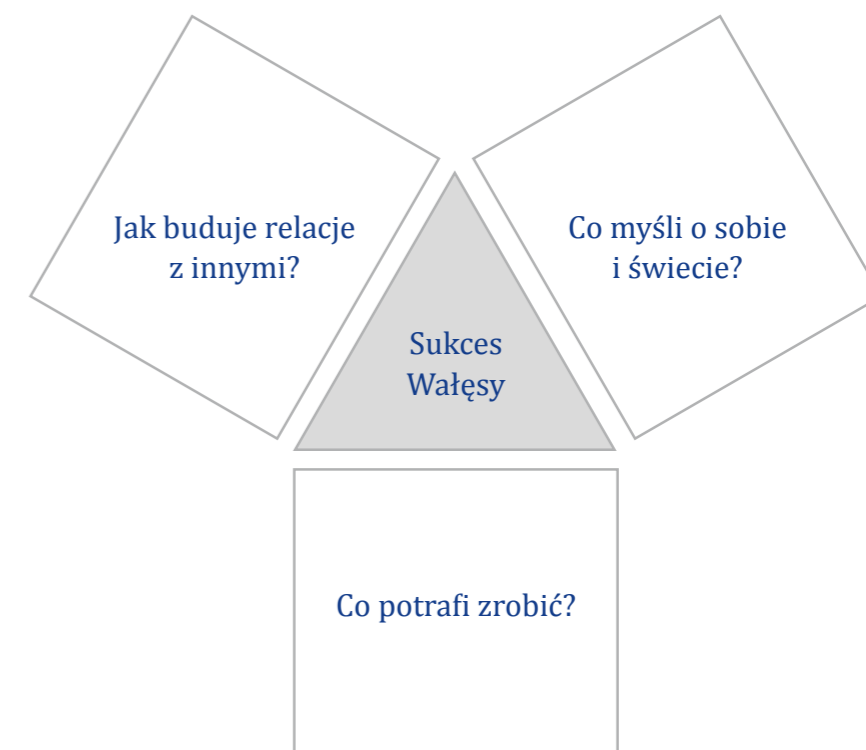 Jak buduje relacje
z innymi?
Co myśli o sobie
i świecie?
Sukces
Wałęsy
Co potrafi zrobić?